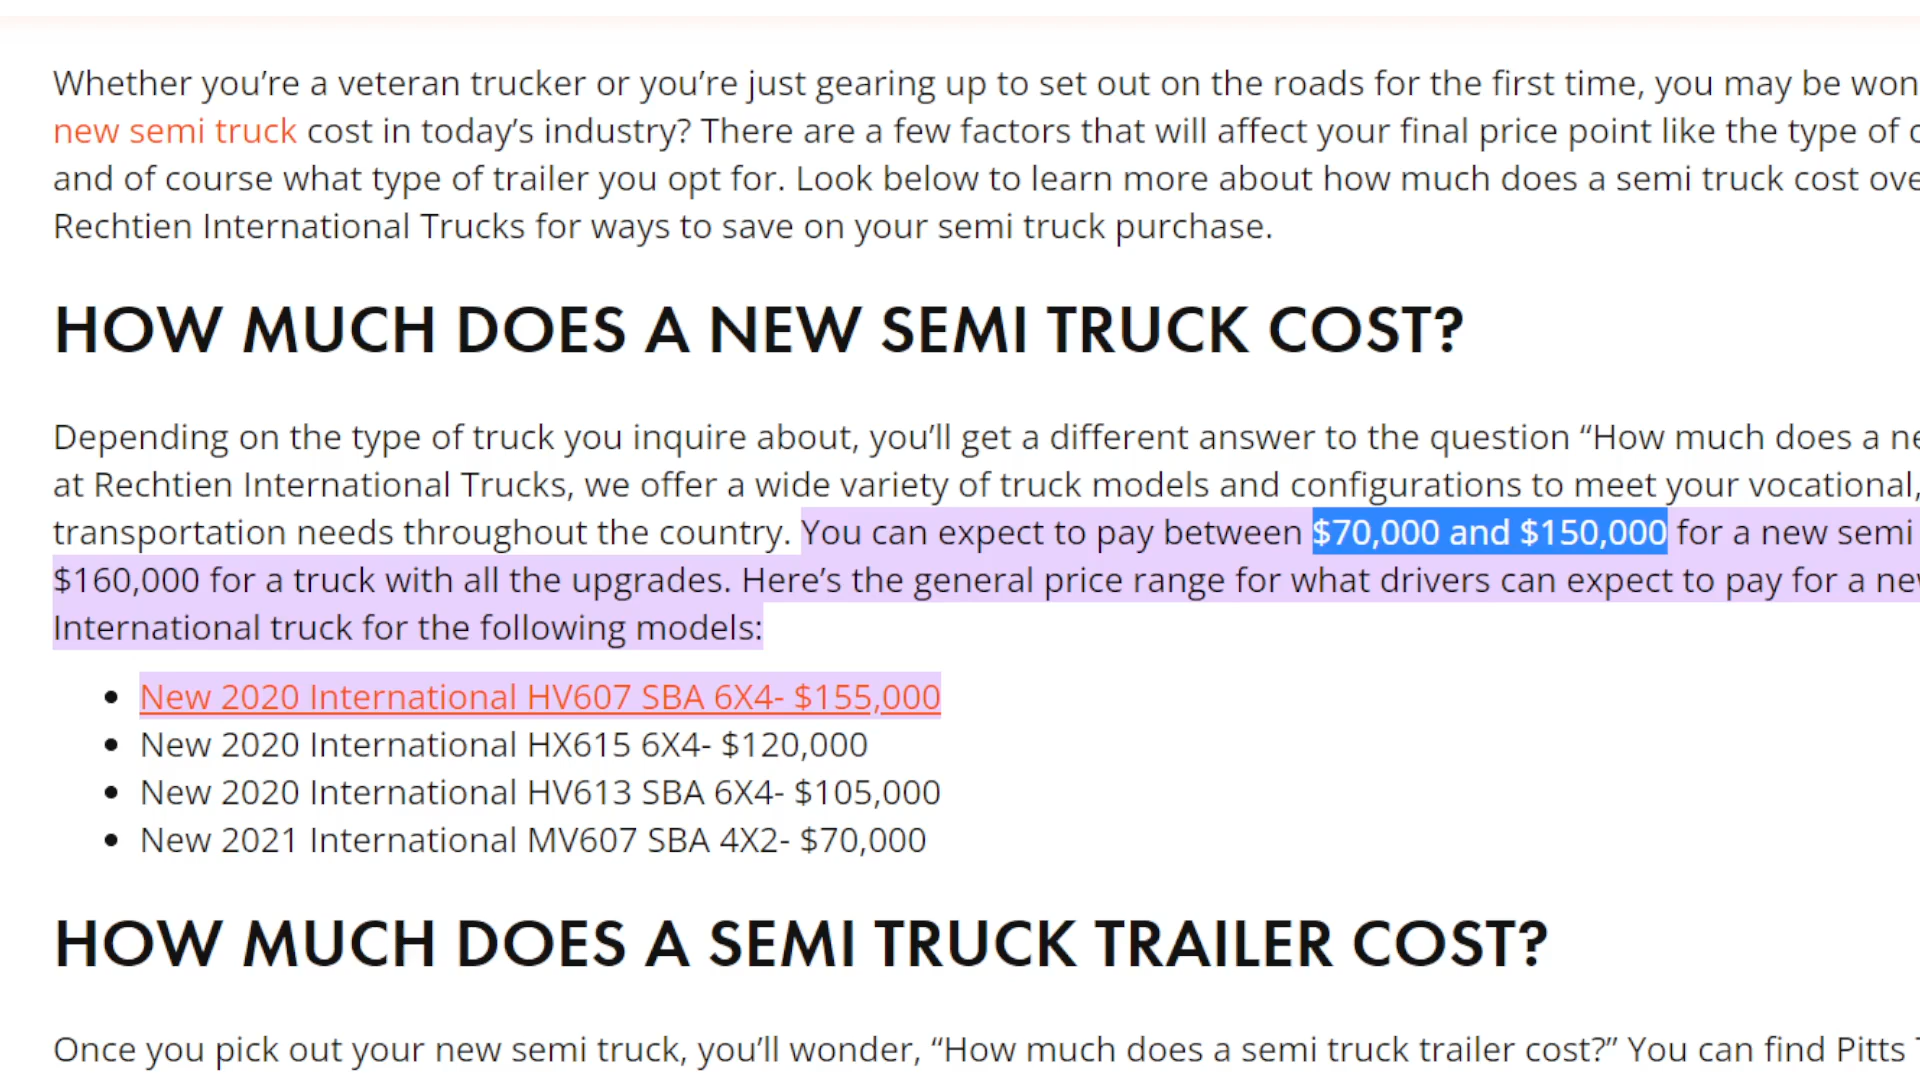 Whether you’re a veteran trucker or you’re just gearing up to set out on the roads for the first time, you may be
new semi truck cost in today’s industry? There are a few factors that will affect your final price point like the type of
and of course what type of trailer you opt for. Look below to learn more about how much does a semi truck cost
Rechtien International Trucks for ways to save on your semi truck purchase.
HOW MUCH DOES A NEW SEMI TRUCK COST?
Depending on the type of truck you inquire about, you’ll get a different answer to the question “How much does a
at Rechtien International Trucks, we offer a wide variety of truck models and configurations to meet your vocational,
transportation needs throughout the country. You can expect to pay between $70,000 and $150,000 for a new semi
$160,000 for a truck with all the upgrades. Here’s the general price range for what drivers can expect to pay for a
International truck for the following models:
• New 2020 International HV607 SBA 6X4- $155,000
• New 2020 International HX615 6X4- $120,000
• New 2020 International HV613 SBA 6X4- $105,000
• New 2021 International MV607 SBA 4X2- $70,000
HOW MUCH DOES A SEMI TRUCK TRAILER COST?
Once you pick out your new semi truck, you’ll wonder, “How much does a semi truck trailer cost?” You can find Pitts